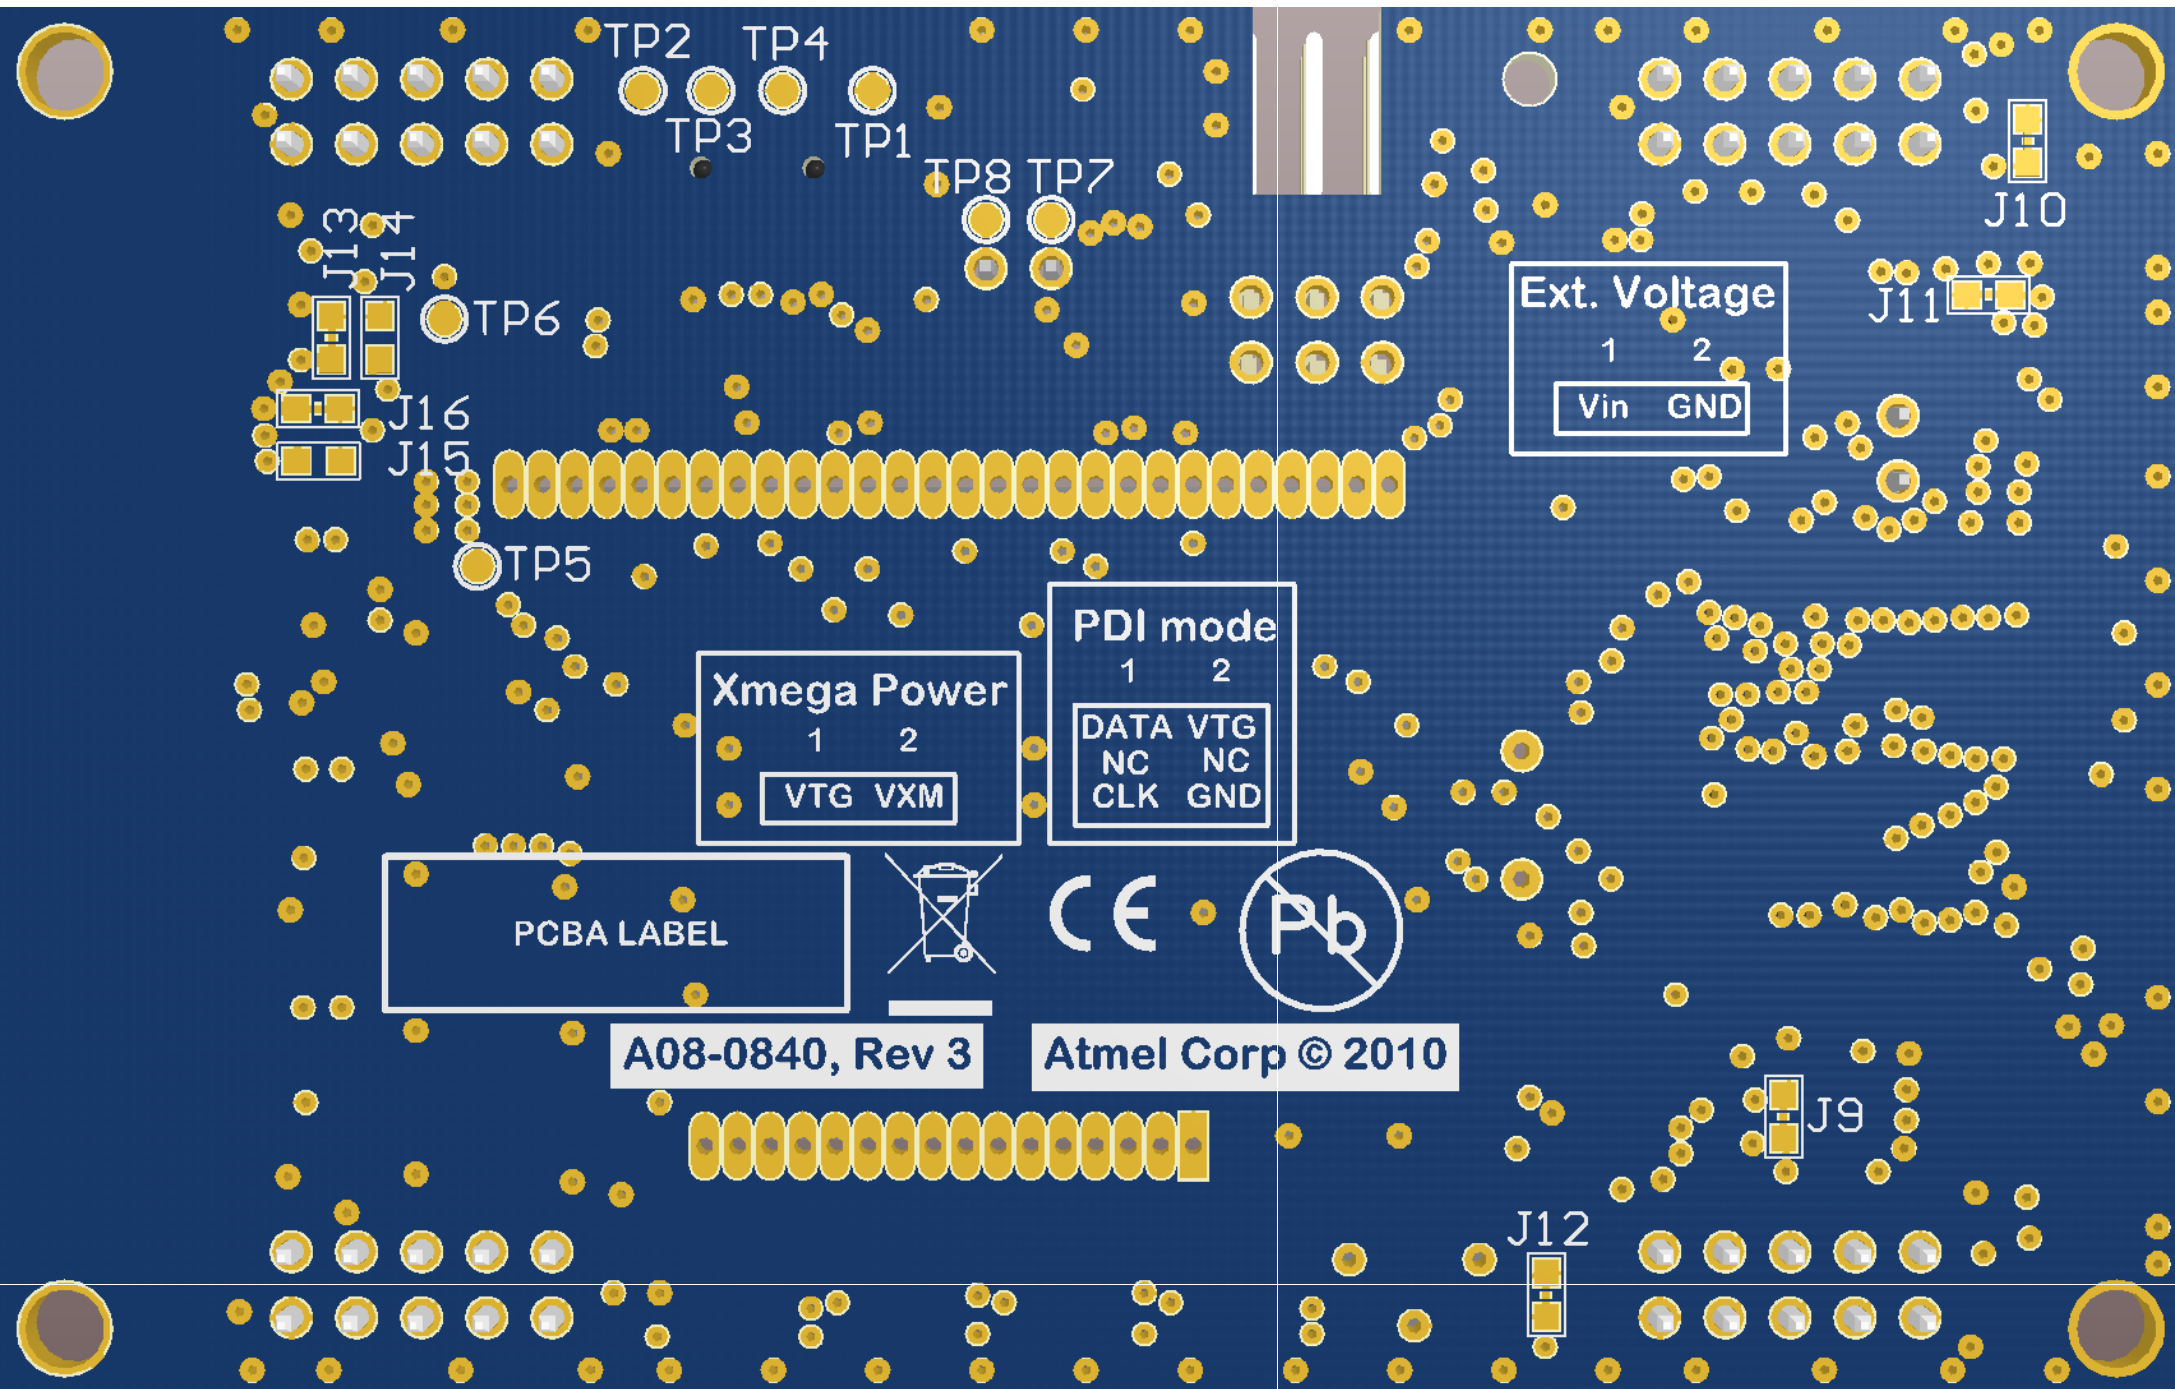 TP2
TP4
TP3
TP1
TP8
TP7
J10
J13
J14
Ext. Voltage
1 2
Vin GND
J11
TP6
J16
J15
TP5
PDI mode
1 2
DATA VTG
NC NC
CLK GND
Xmega Power
1 2
VTG VXM
PCBA LABEL
CE
Pb
A08-0840, Rev 3
Atmel Corp © 2010
J9
J12